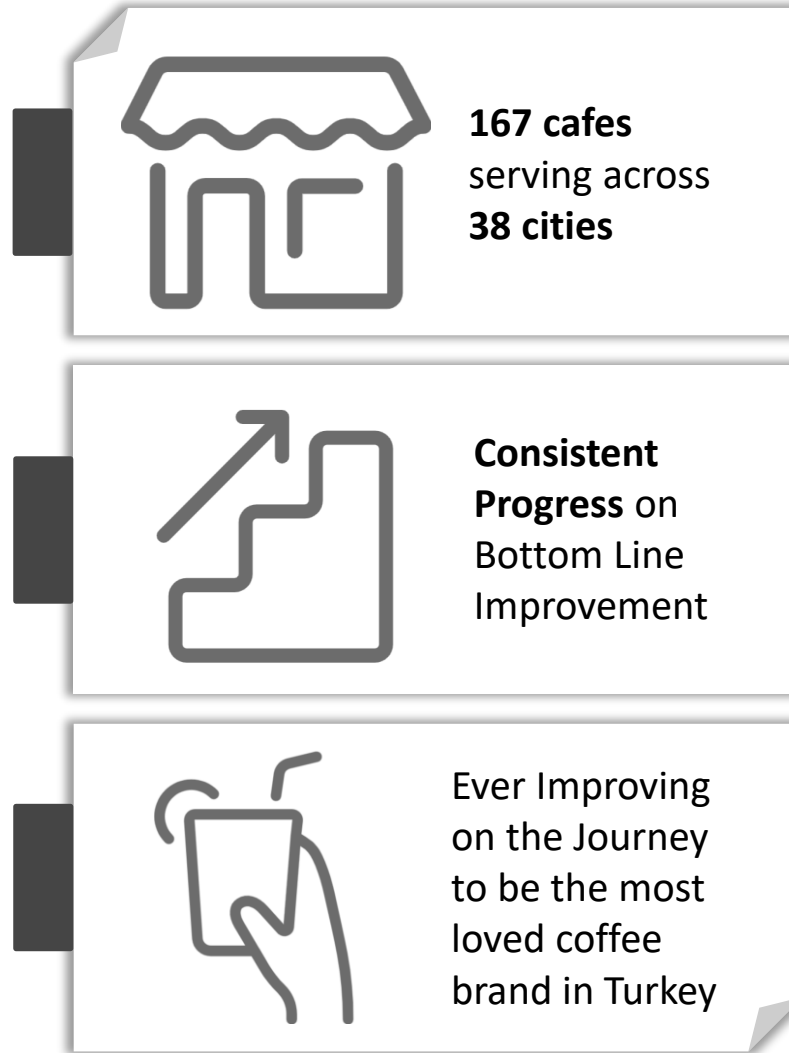 167 cafes
serving across
38 cities
Consistent
Progress on
Bottom Line
Improvement
Ever Improving
on the Journey
to be the most
loved coffee
brand in Turkey